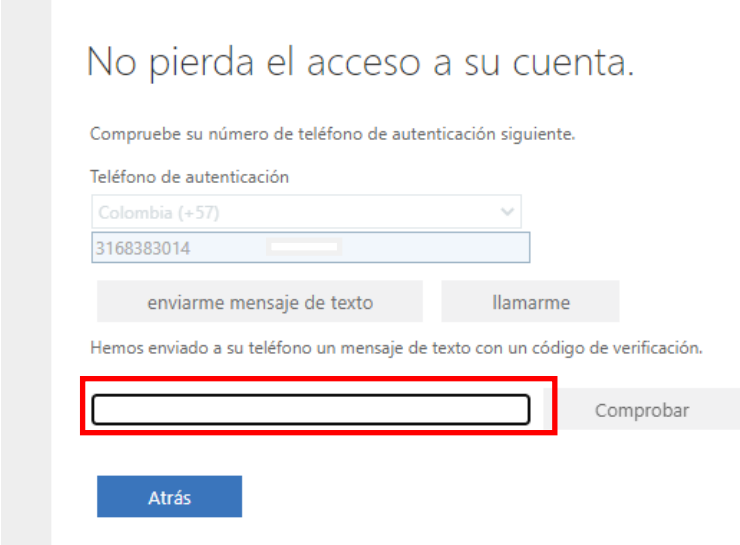 No pierda el acceso a su cuenta.
Compruebe su número de teléfono de autenticación siguiente.
Teléfono de autenticación
Colombia (+57)
3168383014
enviarme mensaje de texto llamarme
Hemos enviado a su teléfono un mensaje de texto con un código de verificación.
Comprobar
Atrás